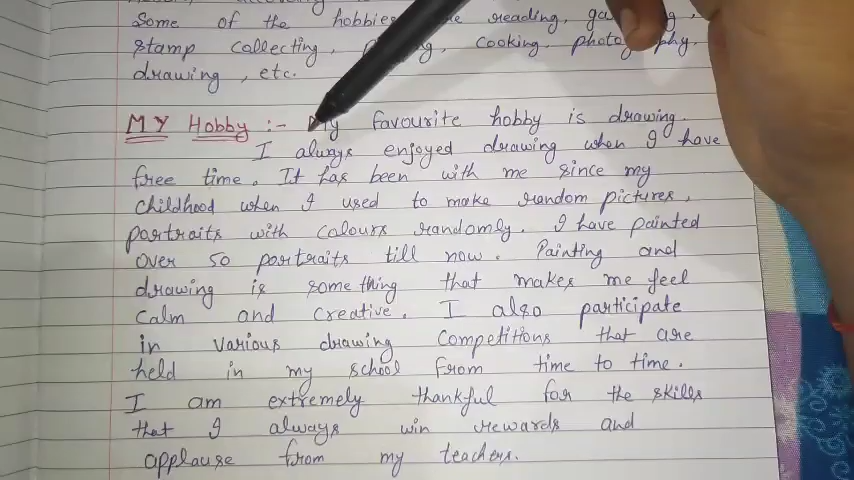 Some of the hobbies reading,
stamp collecting, cooking, photography.
drawing, etc.
MY Hobby :- My favourite hobby is drawing.
I always enjoyed drawing when I have
free time. It has been with me since my
childhood when I used to make random pictures,
portraits with colours randomly. I have painted
over 50 portraits till now. Painting and
drawing is something that makes me feel
calm and creative. I also participate
in various drawing competitions that are
held in my school from time to time.
I am extremely thankful for the skills
that I always win rewards and
applause from my teachers.